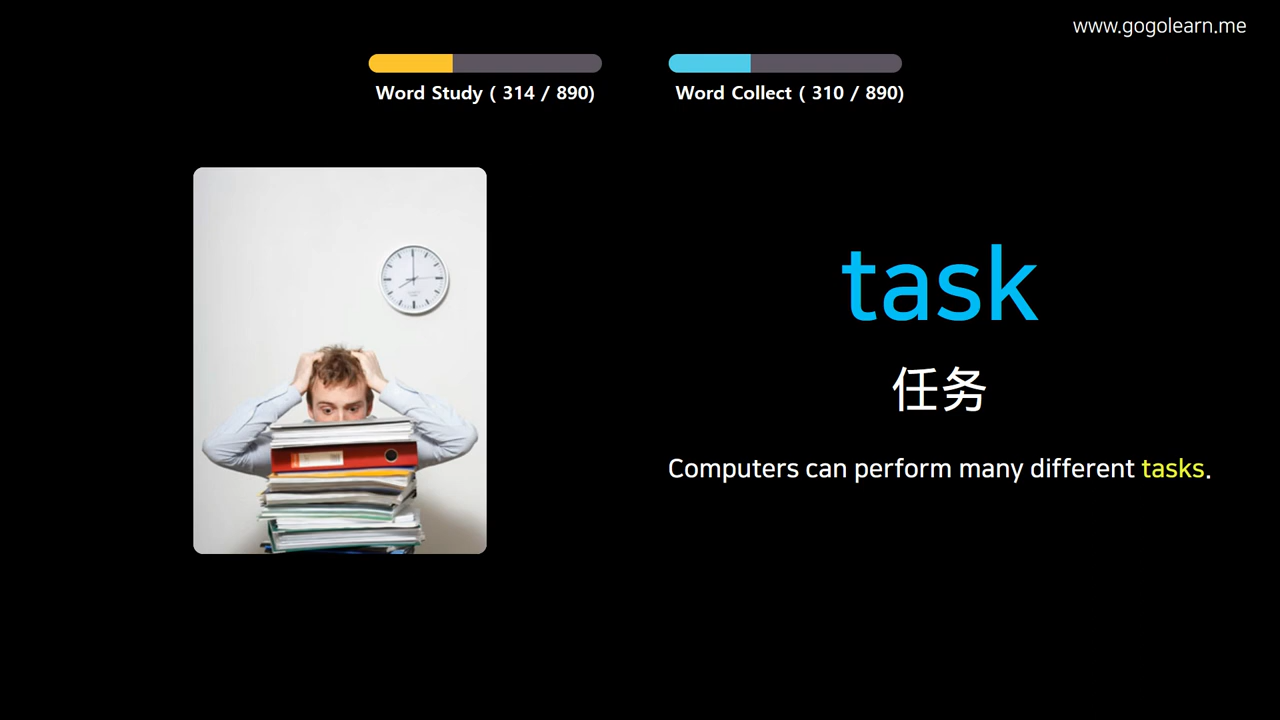 www.gogolearn.me
Word Study ( 314 / 890)
Word Collect ( 310 / 890)
task
任务
Computers can perform many different tasks.